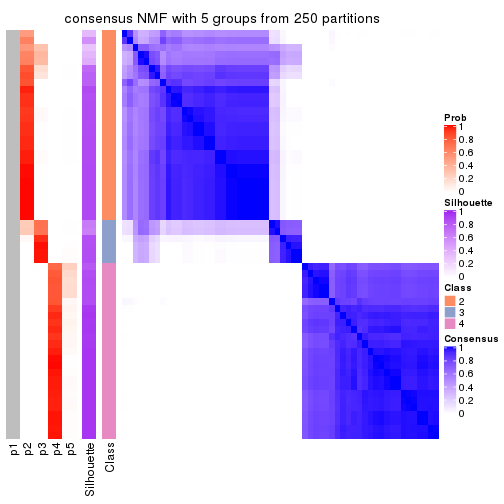 consensus NMF with 5 groups from 250 partitions
Prob
1
0.8
0.6
0.4
0.2
0
Silhouette
1
0.8
0.6
0.4
0.2
0
Class
2
3
4
Consensus
1
0.8
0.6
0.4
0.2
0
p1
p2
p3
p4
p5
Silhouette
Class